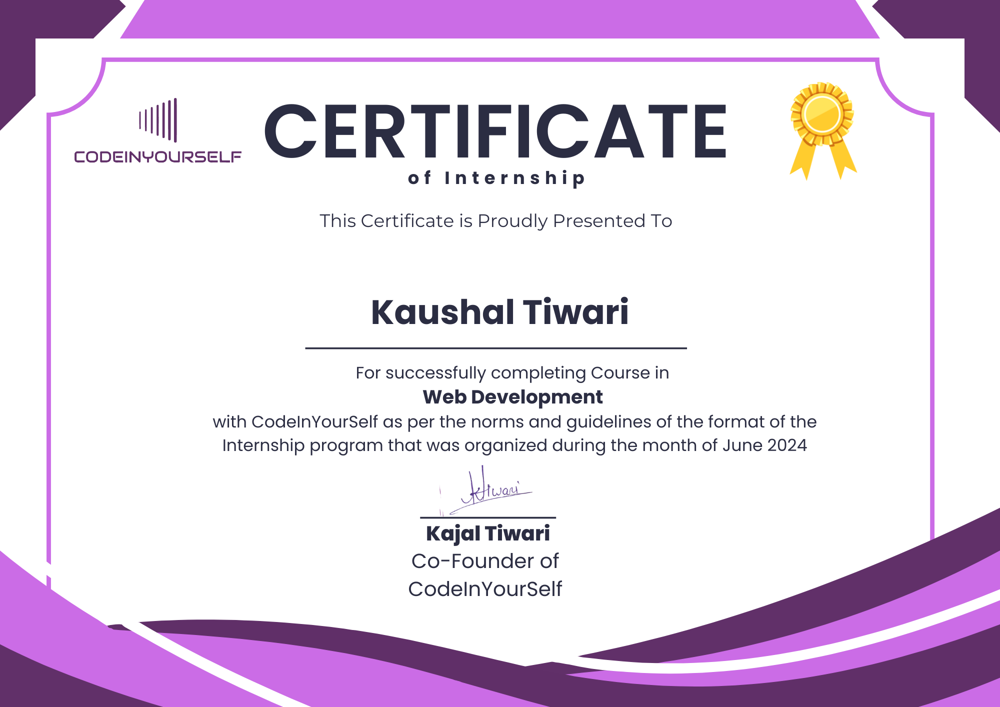 CODEINYOURSELF
CERTIFICATE
of Internship
This Certificate is Proudly Presented To
Kaushal Tiwari
For successfully completing Course in
Web Development
with CodeInYourSelf as per the norms and guidelines of the format of the
Internship program that was organized during the month of June 2024
KTiwari
Kajal Tiwari
Co-Founder of
CodeInYourSelf